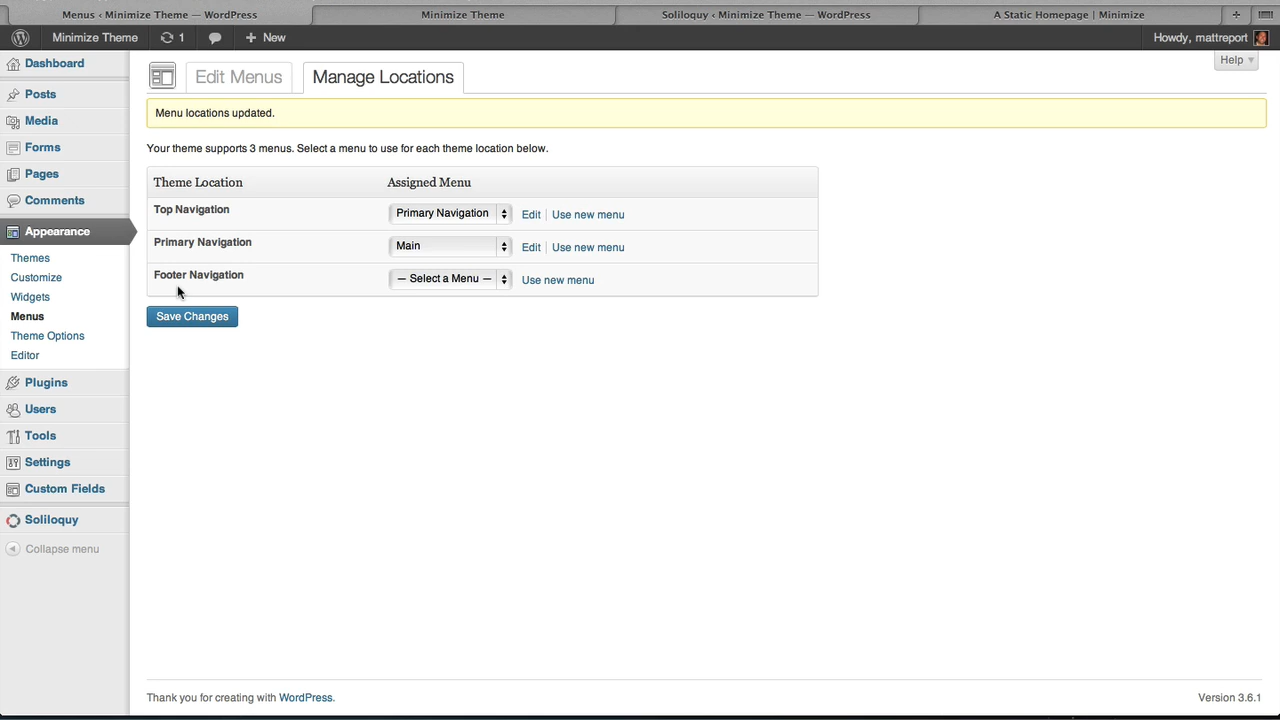 Menus ‹ Minimize Theme — WordPress
Minimize Theme
Soliloquy ‹ Minimize Theme — WordPress
A Static Homepage | Minimize
+
Minimize Theme
1
+ New
Howdy, mattreport
Help
Dashboard
Posts
Media
Forms
Pages
Comments
Appearance
Themes
Customize
Widgets
Menus
Theme Options
Editor
Plugins
Users
Tools
Settings
Custom Fields
Soliloquy
Collapse menu
Edit Menus
Manage Locations
Menu locations updated.
Your theme supports 3 menus. Select a menu to use for each theme location below.
Theme Location Assigned Menu
Top Navigation Primary Navigation Edit | Use new menu
Primary Navigation Main Edit | Use new menu
Footer Navigation — Select a Menu — Use new menu
Save Changes
Thank you for creating with WordPress.
Version 3.6.1